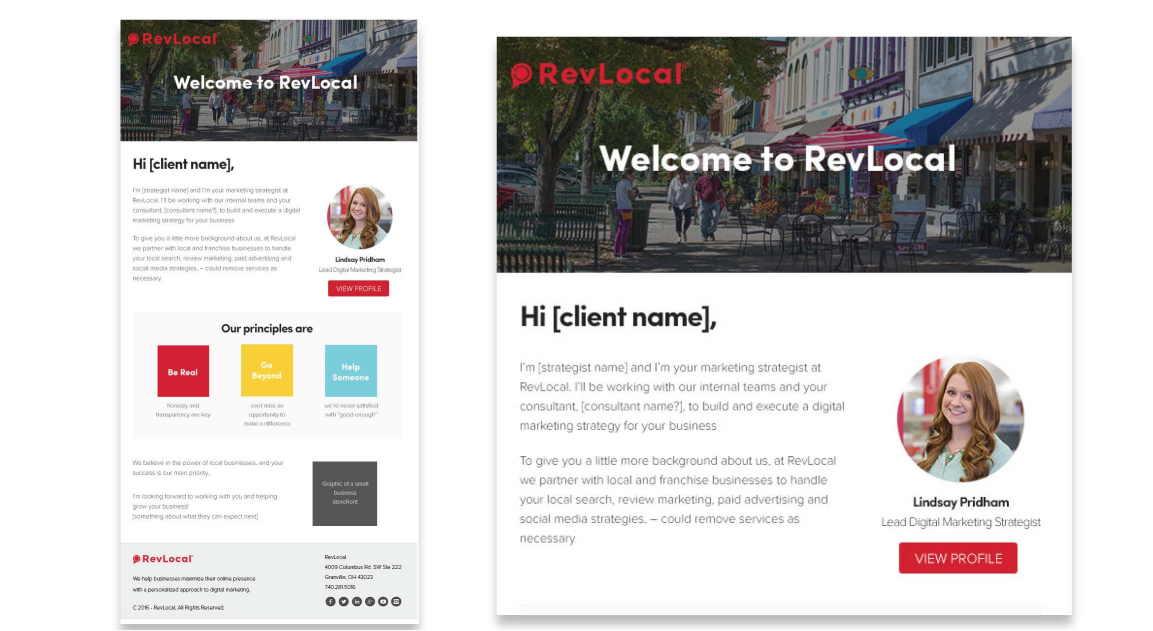 RevLocal
Welcome to RevLocal
Hi [client name],
I'm [strategist name] and I'm your marketing strategist at
RevLocal. I'll be working with our internal teams and your
consultant, [consultant name?], to build and execute a digital
marketing strategy for your business
To give you a little more background about us, at RevLocal
we partner with local and franchise businesses to handle
your local search, review marketing, paid advertising and
social media strategies, – could remove services as
necessary
Lindsay Pridham
Lead Digital Marketing Strategist
VIEW PROFILE
Our principles are
Be Real
honesty and
transparency are key
Go
Beyond
ever miss an
opportunity to
make a difference
Help
Someone
we're never satisfied
with "good enough"
We believe in the power of local businesses, and your
success is our main priority.
I'm looking forward to working with you and helping
grow your business!
[something about what they can expect next]
Graphic of a small
business
storefront
RevLocal
We help businesses maximize their online presence
with a personalized approach to digital marketing.
© 2016 - RevLocal, All Rights Reserved.
RevLocal
4009 Columbus Rd. SW Ste 222
Granville, OH 43023
740.281.5016
RevLocal
Welcome to RevLocal
OPEN
Hi [client name],
I'm [strategist name] and I'm your marketing strategist at
RevLocal. I'll be working with our internal teams and your
consultant, [consultant name?], to build and execute a digital
marketing strategy for your business
To give you a little more background about us, at RevLocal
we partner with local and franchise businesses to handle
your local search, review marketing, paid advertising and
social media strategies. – could remove services as
necessary
Lindsay Pridham
Lead Digital Marketing Strategist
VIEW PROFILE